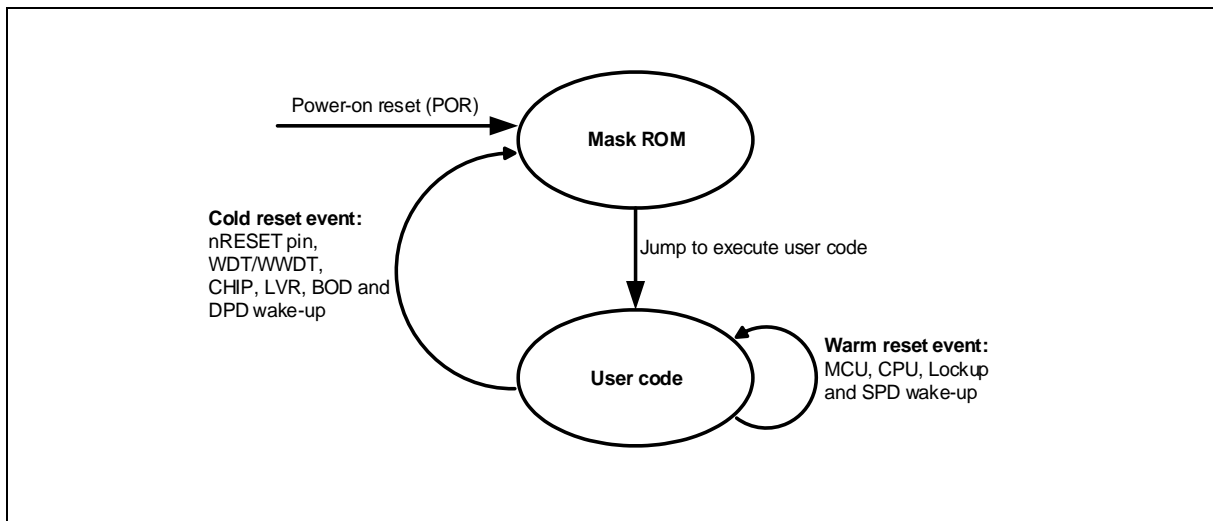 Power-on reset (POR)
Mask ROM
Cold reset event:
nRESET pin,
WDT/WWDT,
CHIP, LVR, BOD and
DPD wake-up
Jump to execute user code
User code
Warm reset event:
MCU, CPU, Lockup
and SPD wake-up